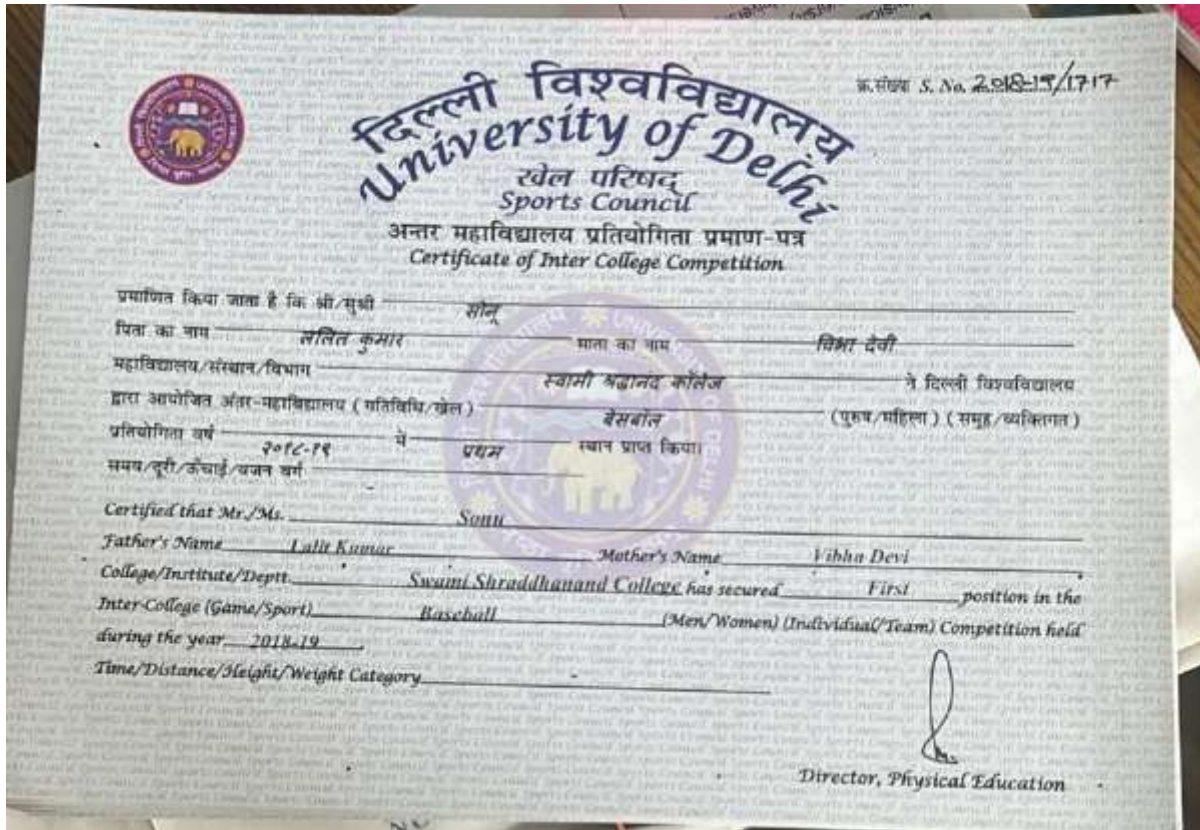 क्र.संख्या S. No. 2018-19/1717
दिल्ली विश्वविद्यालय
University of Delhi
खेल परिषद्
Sports Council
अन्तर महाविद्यालय प्रतियोगिता प्रमाण-पत्र
Certificate of Inter College Competition
प्रमाणित किया जाता है कि श्री/सुश्री सोनू
पिता का नाम ललित कुमार माता का नाम विभा देवी
महाविद्यालय/संस्थान/विभाग स्वामी श्रद्धानंद कॉलेज ने दिल्ली विश्वविद्यालय
द्वारा आयोजित अंतर-महाविद्यालय (गतिविधि/खेल) बेसबॉल (पुरुष/महिला) (समूह/व्यक्तिगत)
प्रतियोगिता वर्ष २०१८-१९ में प्रथम स्थान प्राप्त किया।
समय/दूरी/ऊँचाई/वजन वर्ग
Certified that Mr./Ms. Sonu
Father's Name Lalit Kumar Mother's Name Vibha Devi
College/Institute/Deptt. Swami Shraddhanand College has secured First position in the
Inter-College (Game/Sport) Baseball (Men/Women) (Individual/Team) Competition held
during the year 2018-19
Time/Distance/Height/Weight Category
Director, Physical Education